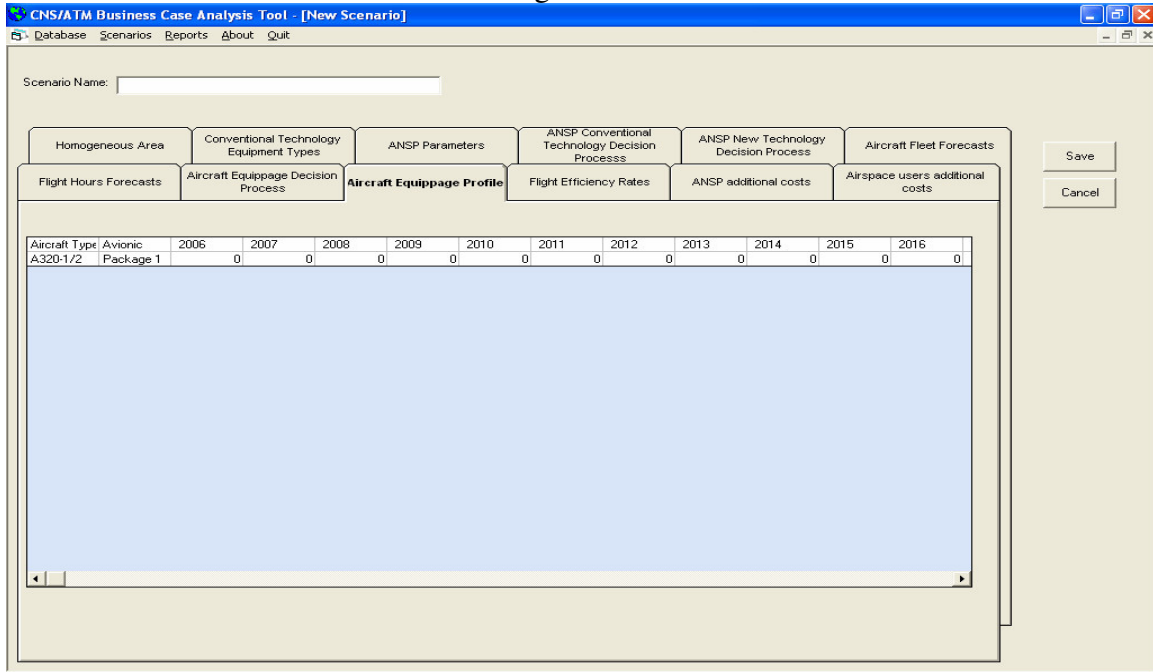 CNS/ATM Business Case Analysis Tool - [New Scenario]
Database Scenarios Reports About Quit
Scenario Name:
Homogeneous Area
Conventional Technology
Equipment Types
ANSP Parameters
ANSP Conventional
Technology Decision
Processs
ANSP New Technology
Decision Process
Aircraft Fleet Forecasts
Save
Flight Hours Forecasts
Aircraft Equippage Decision
Process
Aircraft Equippage Profile
Flight Efficiency Rates
ANSP additional costs
Airspace users additional
costs
Cancel
Aircraft Type Avionic 2006 2007 2008 2009 2010 2011 2012 2013 2014 2015 2016
A320-1/2 Package 1 0 0 0 0 0 0 0 0 0 0 0